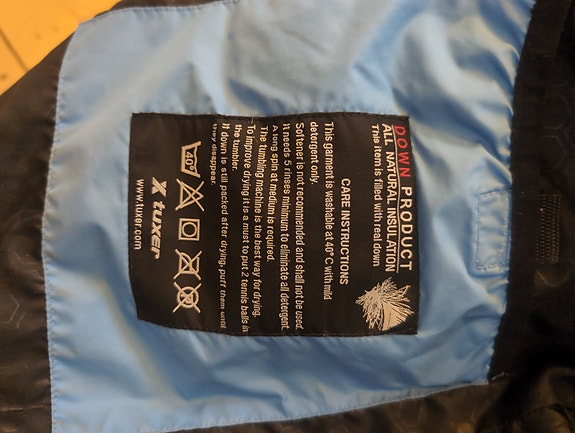 DOWN PRODUCT
ALL NATURAL INSULATION
This item is filled with real down
CARE INSTRUCTIONS
This garment is washable at 40°C with mild
detergent only.
Softener is not recommended and shall not be used.
It needs 5 rinses minimum to eliminate all detergent.
A long spin at medium is required.
The tumbling machine is the best way for drying.
To improve drying it is a must to put 2 tennis balls in
the tumbler.
If down is still packed after drying; puff them until
they disappear.
40°
X tuxer
www.tuxer.com